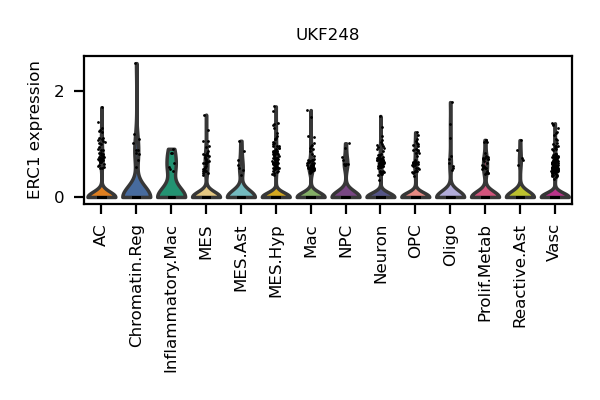 UKF248
ERC1 expression
2
0
AC
Chromatin.Reg
Inflammatory.Mac
MES
MES.Ast
MES.Hyp
Mac
NPC
Neuron
OPC
Oligo
Prolif.Metab
Reactive.Ast
Vasc